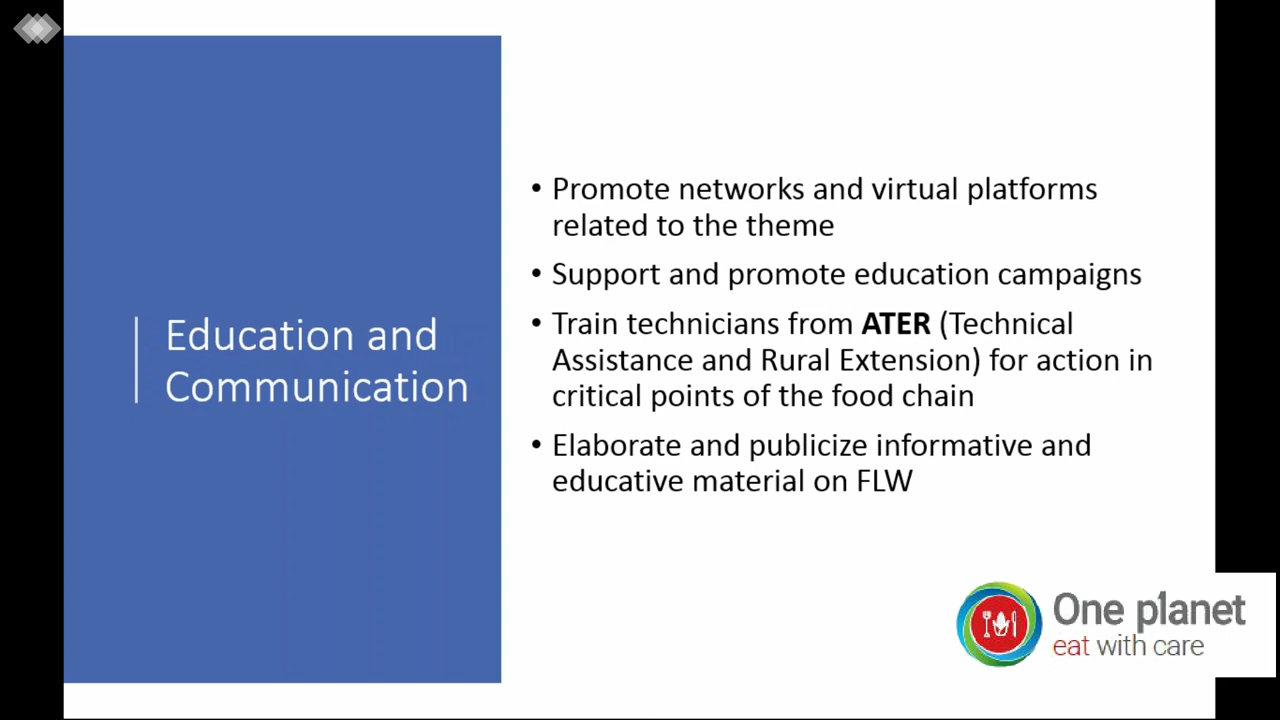 Education and
Communication
• Promote networks and virtual platforms
related to the theme
• Support and promote education campaigns
• Train technicians from ATER (Technical
Assistance and Rural Extension) for action in
critical points of the food chain
• Elaborate and publicize informative and
educative material on FLW
One planet
eat with care